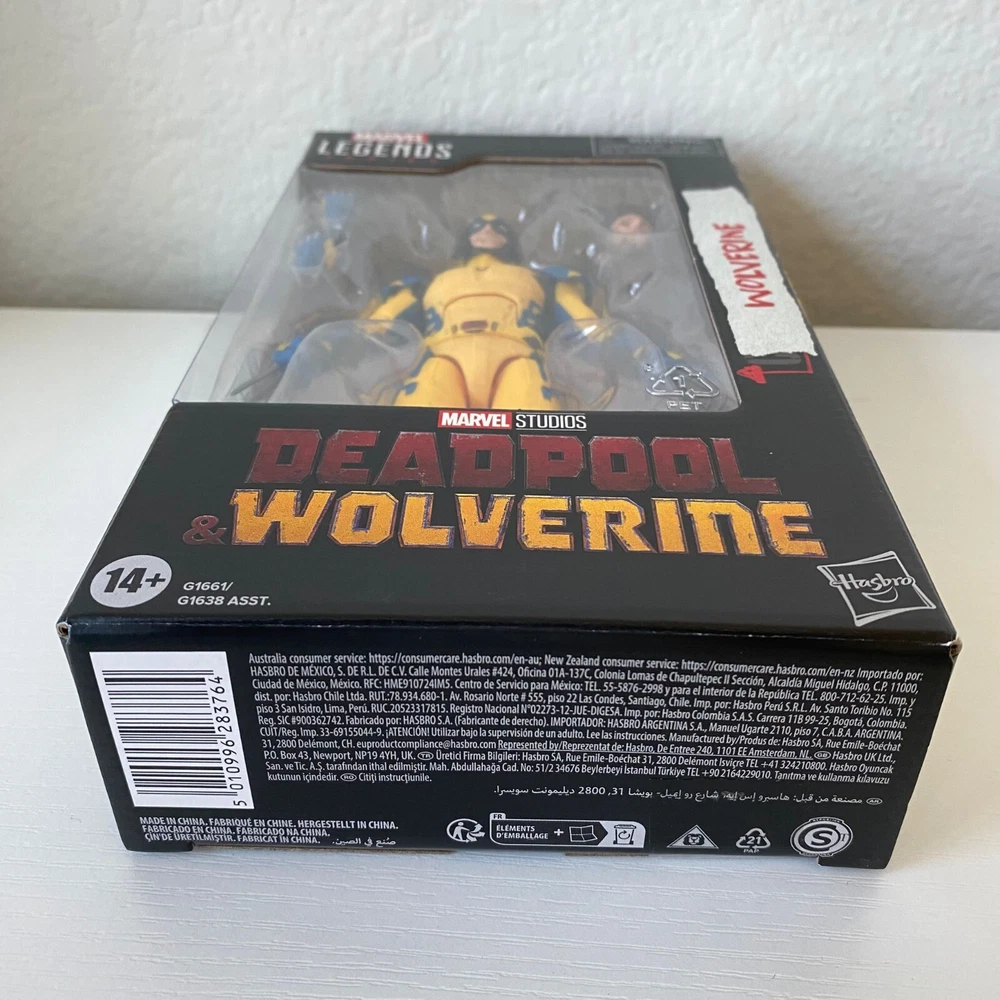 MARVEL
LEGENDS
WOLVERINE
1
PET
MARVEL STUDIOS
DEADPOOL
& WOLVERINE
14+
G1661/
G1638 ASST.
Hasbro
5 010996 283764
Australia consumer service: https://consumercare.hasbro.com/en-au; New Zealand consumer service: https://consumercare.hasbro.com/en-nz Importado por:
HASBRO DE MÉXICO, S. DE R.L. DE C.V. Calle Montes Urales #424, Oficina 01A-137C, Colonia Lomas de Chapultepec II Sección, Alcaldía Miguel Hidalgo, C.P. 11000,
Ciudad de México, México. RFC: HME910724IM5. Centro de Servicio para México: TEL. 55-5876-2998 y para el interior de la República TEL. 800-712-62-25. Imp. y
dist. por: Hasbro Chile Ltda. RUT.:78.934.680-1. Av. Rosario Norte # 555, piso 22 Las Condes, Santiago, Chile. Imp. por: Hasbro Perú S.R.L. Av. Santo Toribio No. 115
piso 3 San Isidro, Lima, Perú. RUC.20523317815. Registro Nacional N°02273-12-JUE-DIGESA. Imp. por: Hasbro Colombia S.A.S. Carrera 11B 99-25, Bogotá, Colombia.
Reg. SIC #900362742. Fabricado por: HASBRO S.A. (Fabricante de derecho). IMPORTADOR: HASBRO ARGENTINA S.A., Manuel Ugarte 2110, piso 7, C.A.B.A. ARGENTINA.
CUIT/Reg. Imp. 33-69155044-9. ¡ATENCIÓN! Utilizar bajo la supervisión de un adulto. Lee las instrucciones. Manufactured by/Produs de: Hasbro SA, Rue Emile-Boéchat
31, 2800 Delémont, CH. euproductcompliance@hasbro.com Represented by/Reprezentat de: Hasbro, De Entree 240, 1101 EE Amsterdam, NL. GB Hasbro UK Ltd.,
P.O. Box 43, Newport, NP19 4YH, UK. TR Üretici Firma Bilgileri: Hasbro SA, Rue Emile-Boéchat 31, 2800 Delémont İsviçre TEL +41 324210800. Hasbro Oyuncak
San. ve Tic. A.Ş. tarafından ithal edilmiştir. Mah. Abdullahağa Cad. No: 51/2 34676 Beylerbeyi İstanbul Türkiye TEL +90 2164229010. Tanıtma ve kullanma kılavuzu
kutunun içindedir. RO Citiți instrucțiunile.
AR مصنعة من قبل: هاسبرو إس إيه، شارع رو إميل- بويشا 31، 2800 ديليمونت سويسرا.
MADE IN CHINA. FABRIQUÉ EN CHINE. HERGESTELLT IN CHINA.
FABRICADO EN CHINA. FABRICADO NA CHINA.
ÇİN'DE ÜRETİLMİŞTİR. FABRICAT ÎN CHINA. صنع في الصين.
FR
ÉLÉMENTS
D'EMBALLAGE +
21
PAP
S